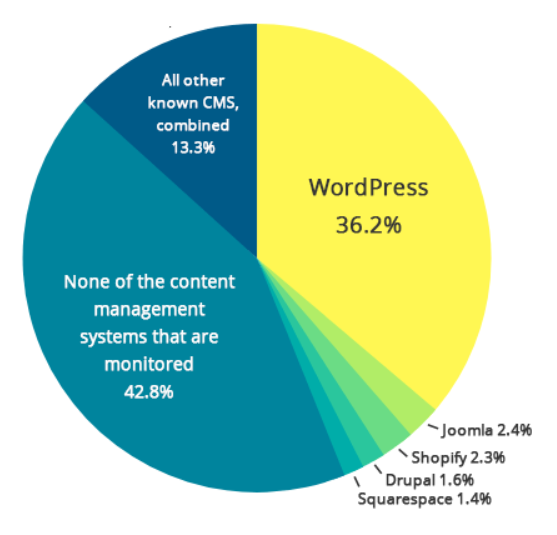 All other
known CMS,
combined
13.3%
WordPress
36.2%
None of the content
management
systems that are
monitored
42.8%
Joomla 2.4%
Shopify 2.3%
Drupal 1.6%
Squarespace 1.4%